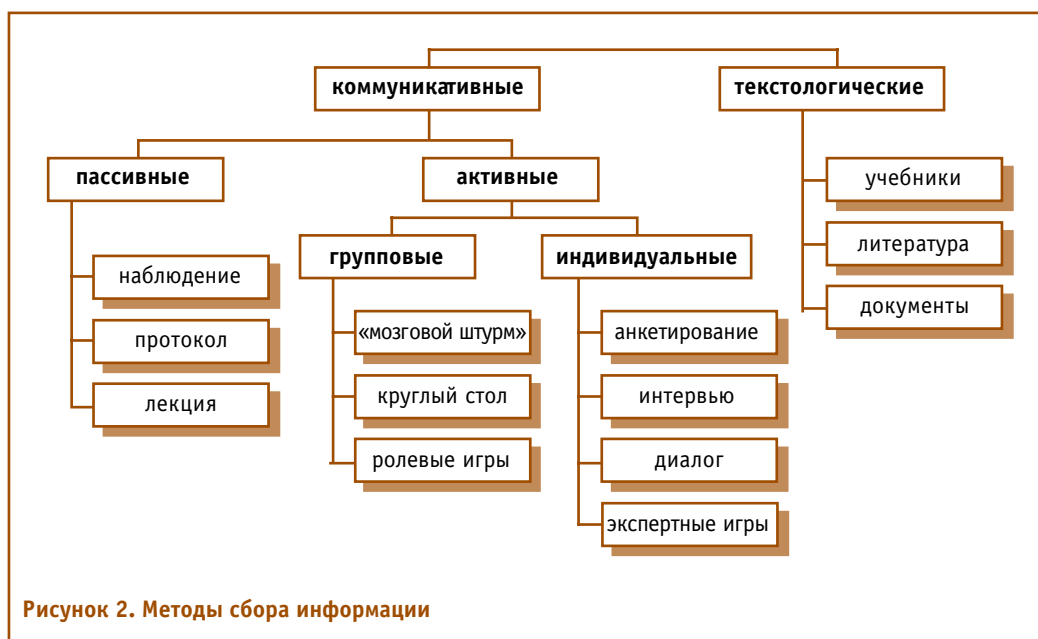 коммуникативные
текстологические
пассивные
активные
учебники
литература
документы
групповые
индивидуальные
наблюдение
протокол
лекция
«мозговой штурм»
круглый стол
ролевые игры
анкетирование
интервью
диалог
экспертные игры
Рисунок 2. Методы сбора информации